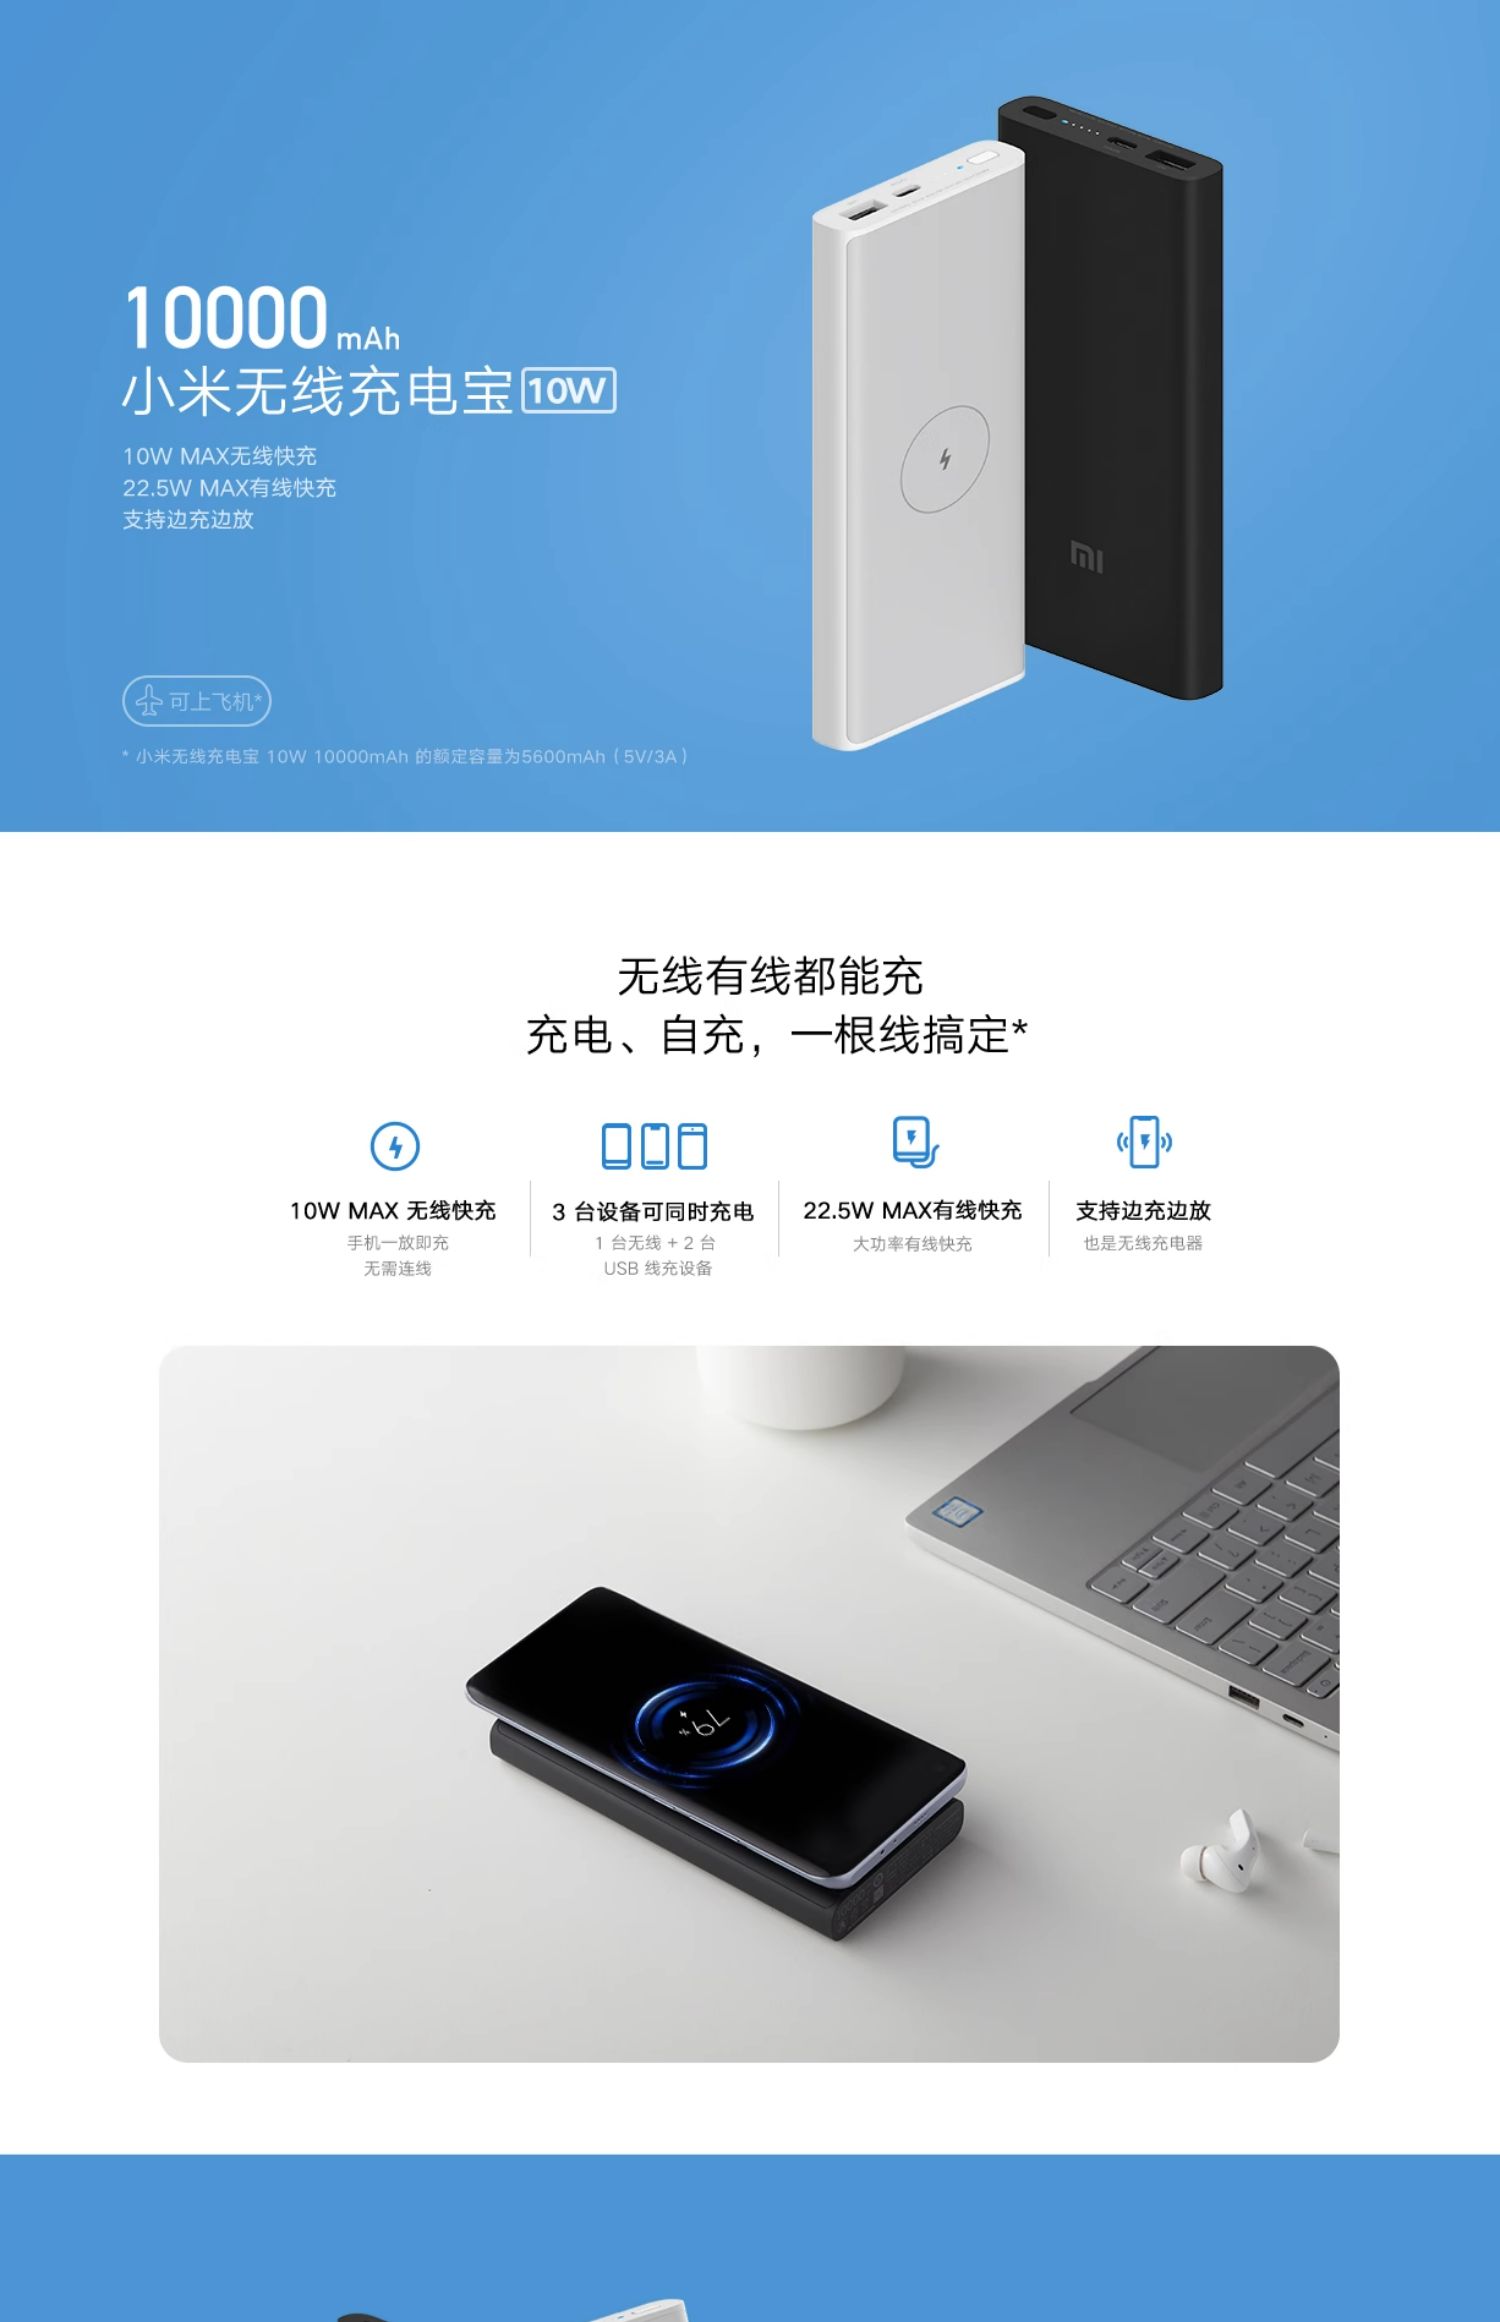 10000 mAh
小米无线充电宝 10W
10W MAX无线快充
22.5W MAX有线快充
支持边充边放
可上飞机*
* 小米无线充电宝 10W 10000mAh 的额定容量为5600mAh（5V/3A）
mi
无线有线都能充
充电、自充，一根线搞定*
10W MAX 无线快充
手机一放即充
无需连线
3 台设备可同时充电
1 台无线 + 2 台
USB 线充设备
22.5W MAX有线快充
大功率有线快充
支持边充边放
也是无线充电器